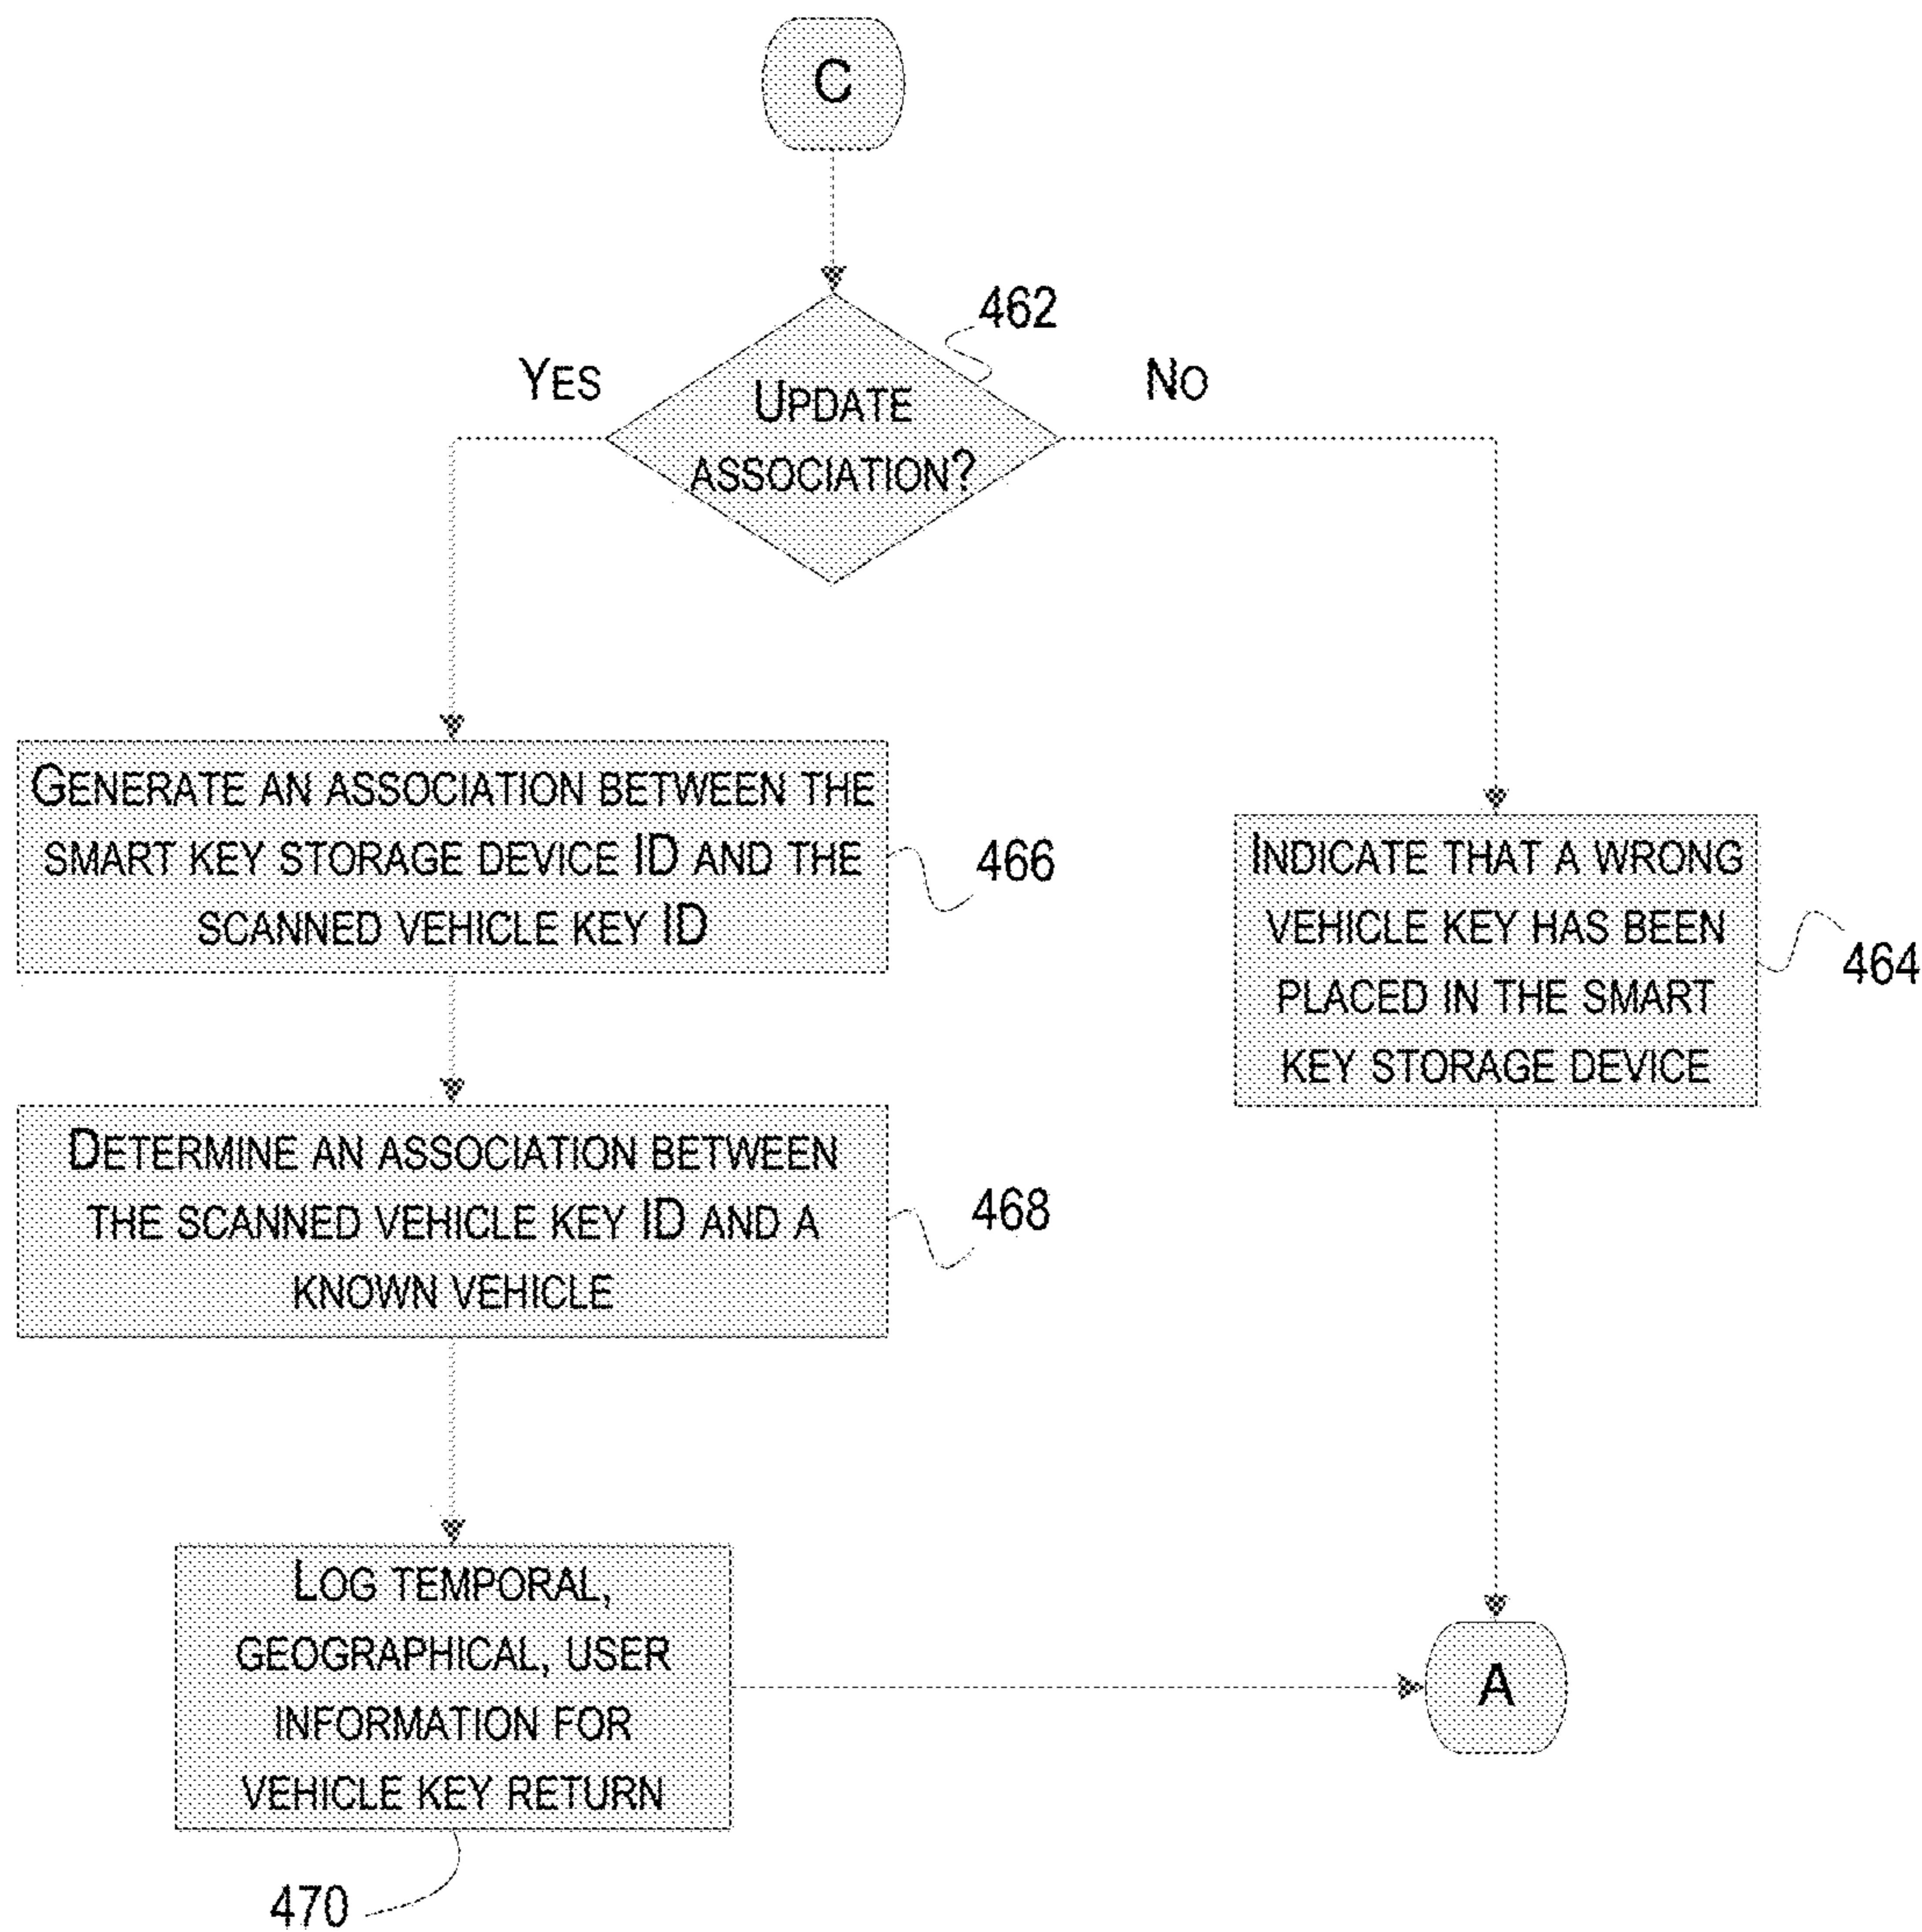 C
462
YES
NO
UPDATE
ASSOCIATION?
GENERATE AN ASSOCIATION BETWEEN THE
SMART KEY STORAGE DEVICE ID AND THE
SCANNED VEHICLE KEY ID
466
INDICATE THAT A WRONG
VEHICLE KEY HAS BEEN
PLACED IN THE SMART
KEY STORAGE DEVICE
464
DETERMINE AN ASSOCIATION BETWEEN
THE SCANNED VEHICLE KEY ID AND A
KNOWN VEHICLE
468
LOG TEMPORAL,
GEOGRAPHICAL, USER
INFORMATION FOR
VEHICLE KEY RETURN
A
470